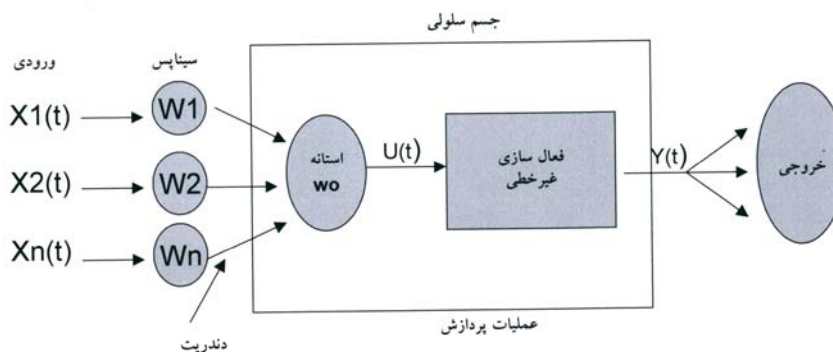 جسم سلولی
ورودی
سیناپس
X1(t)
W1
X2(t)
W2
Xn(t)
Wn
استانه
wo
U(t)
فعال سازی
غیرخطی
Y(t)
خروجی
عملیات پردازش
دندریت